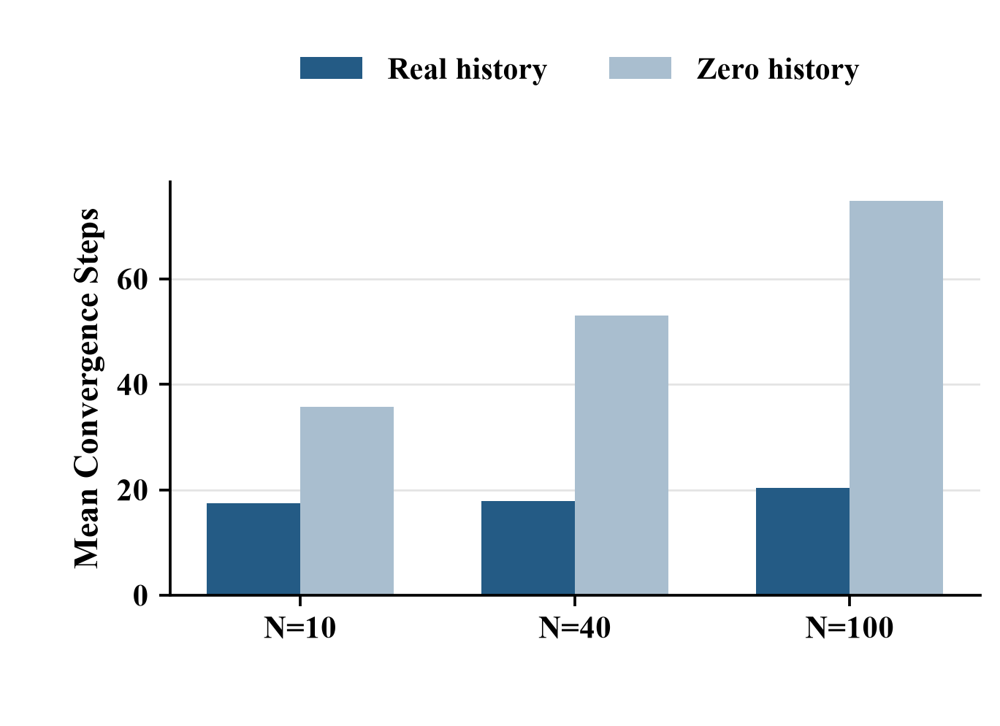 Real history
Zero history
Mean Convergence Steps
60
40
20
0
N=10
N=40
N=100